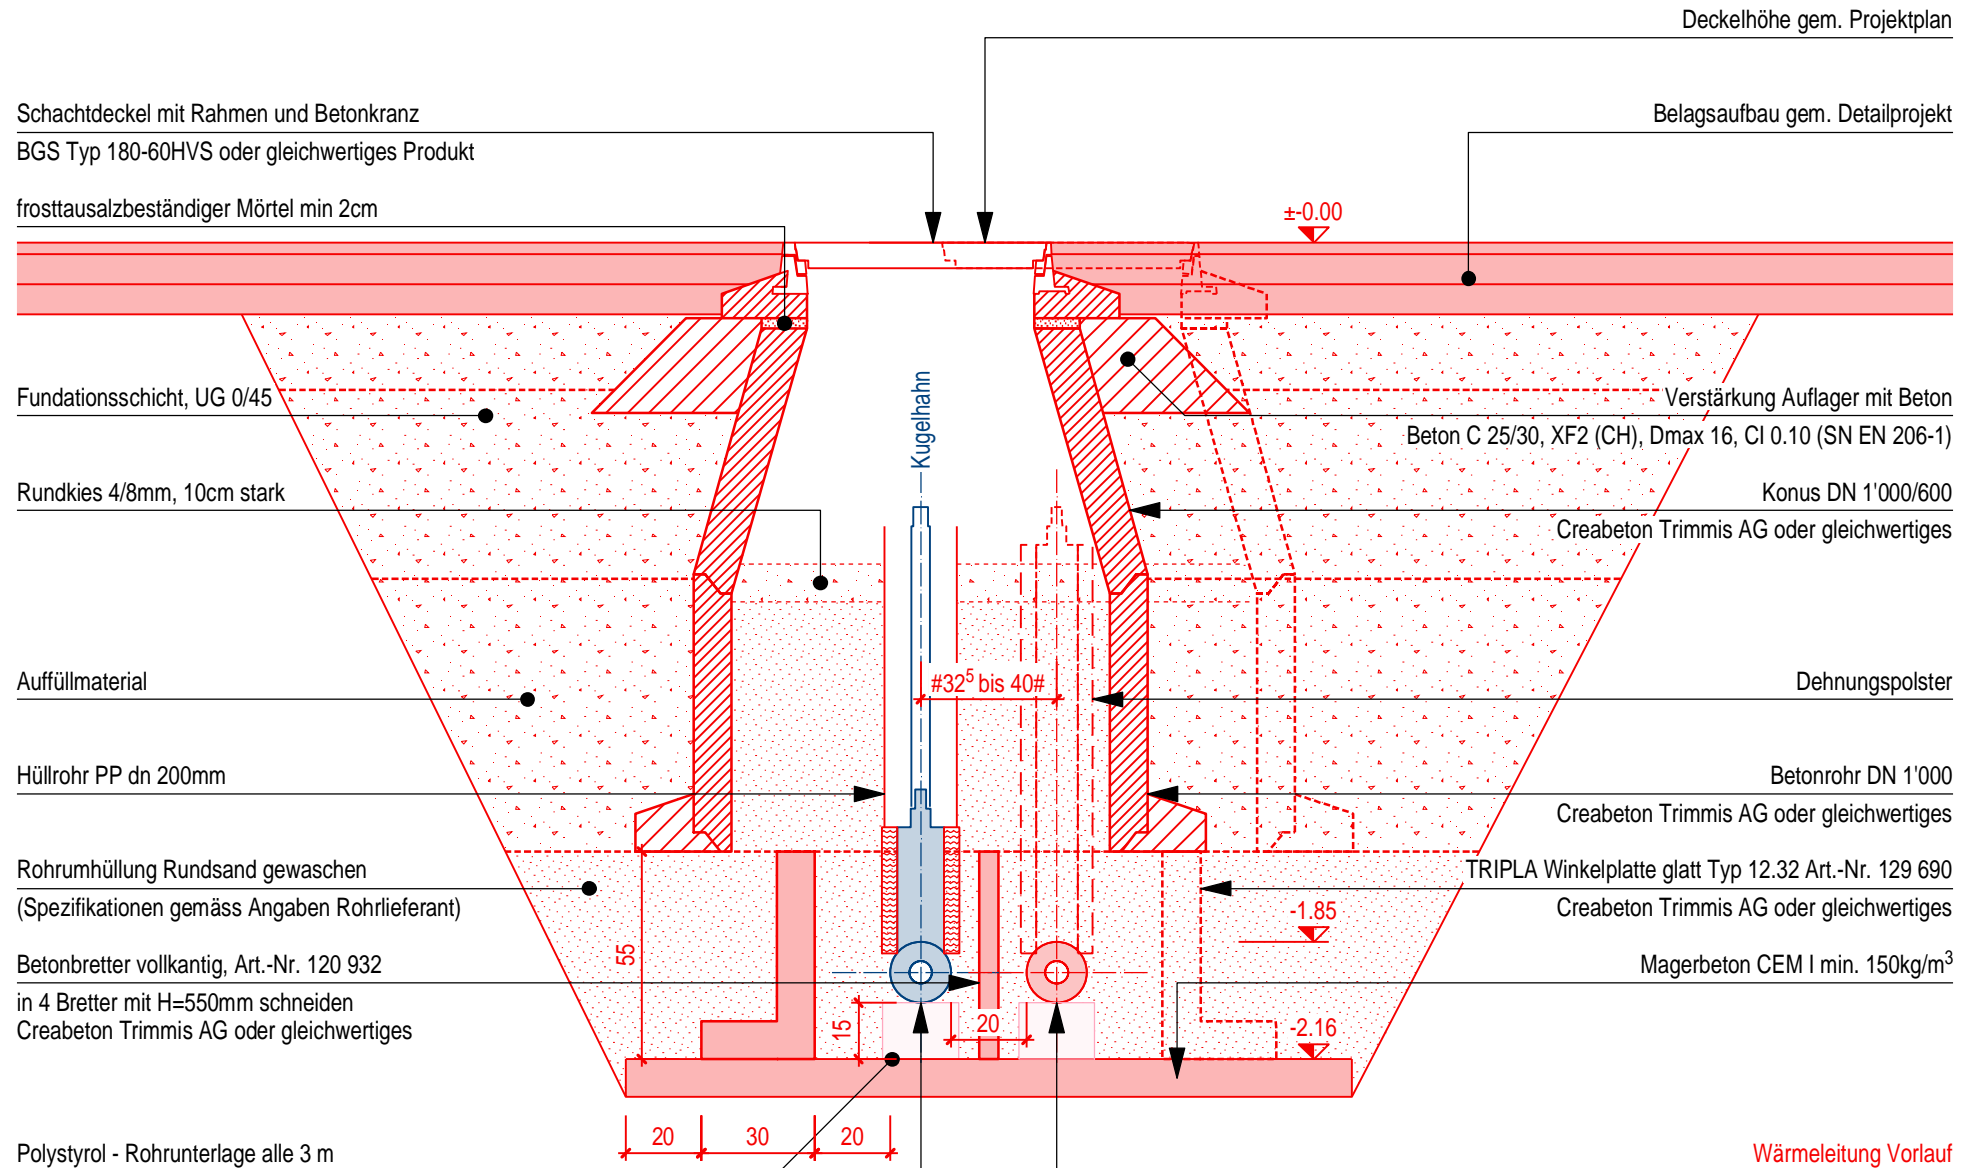 Deckelhöhe gem. Projektplan
Schachtdeckel mit Rahmen und Betonkranz
BGS Typ 180-60HVS oder gleichwertiges Produkt
Belagsaufbau gem. Detailprojekt
frosttausalzbeständiger Mörtel min 2cm
±-0.00
Fundationsschicht, UG 0/45
Kugelhahn
Verstärkung Auflager mit Beton
Beton C 25/30, XF2 (CH), Dmax 16, CI 0.10 (SN EN 206-1)
Rundkies 4/8mm, 10cm stark
Konus DN 1'000/600
Creabeton Trimmis AG oder gleichwertiges
Auffüllmaterial
#32⁵ bis 40#
Dehnungspolster
Hüllrohr PP dn 200mm
Betonrohr DN 1'000
Creabeton Trimmis AG oder gleichwertiges
Rohrumhüllung Rundsand gewaschen
(Spezifikationen gemäss Angaben Rohrlieferant)
TRIPLA Winkelplatte glatt Typ 12.32 Art.-Nr. 129 690
Creabeton Trimmis AG oder gleichwertiges
-1.85
55
Betonbretter vollkantig, Art.-Nr. 120 932
in 4 Bretter mit H=550mm schneiden
Creabeton Trimmis AG oder gleichwertiges
Magerbeton CEM I min. 150kg/m³
15
20
-2.16
20
30
20
Polystyrol - Rohrunterlage alle 3 m
Wärmeleitung Vorlauf